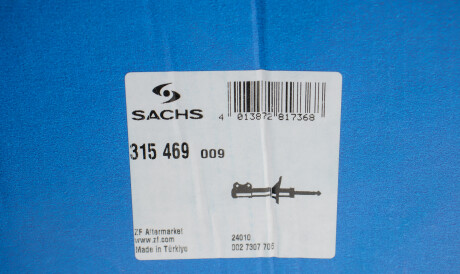 SACHS
4 013872 817368
315 469 009
ZF Aftermarket
www.zf.com
Made in Türkiye
24010
002 7307 705